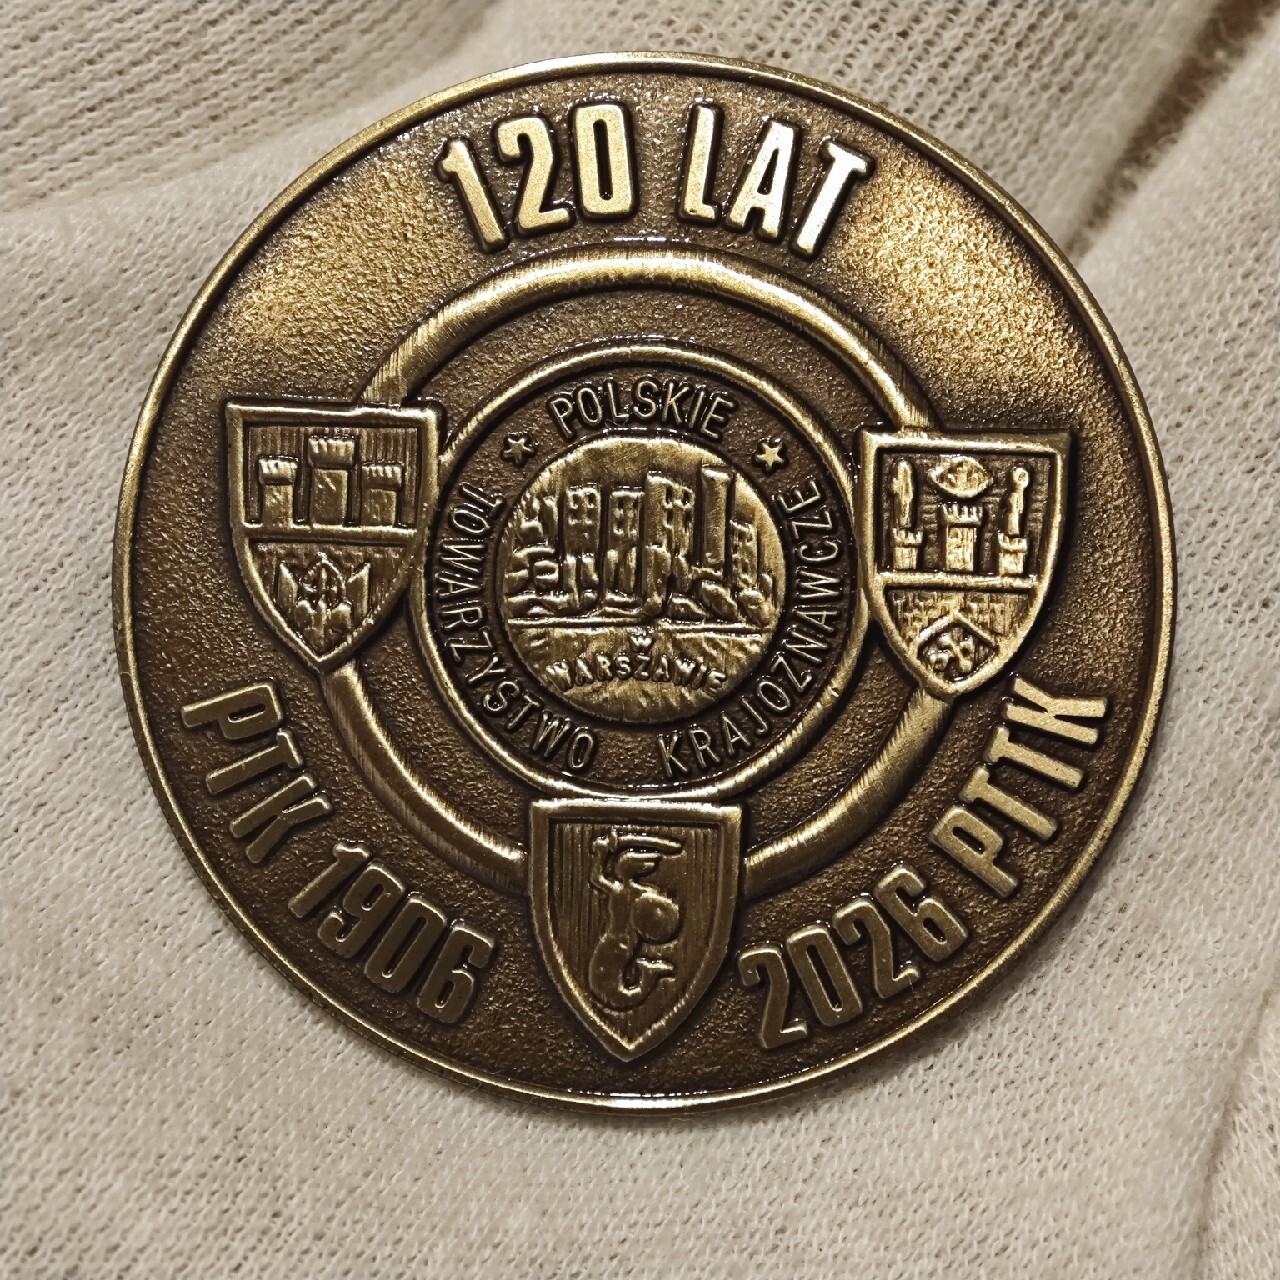 120 LAT
POLSKIE
TOWARZYSTWO KRAJOZNAWCZE
W
WARSZAWIE
PTK 1906
2026 PTTK